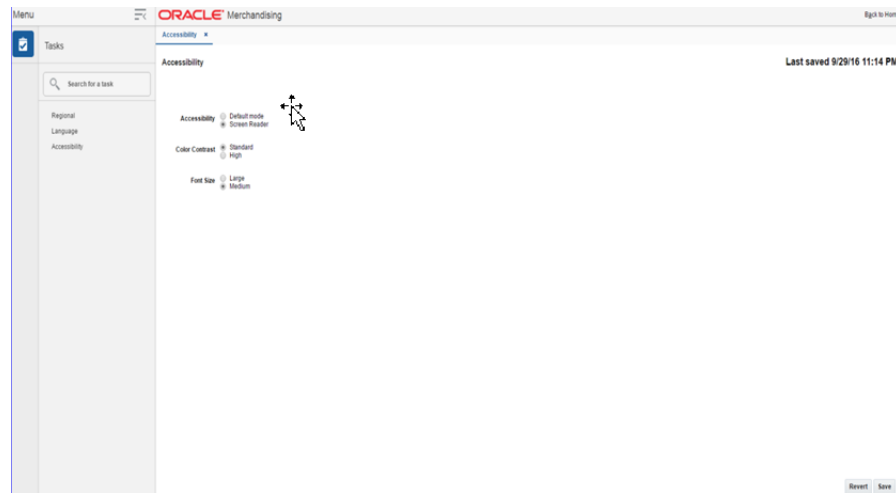 Menu
ORACLE Merchandising
Back to Hom
Tasks
Search for a task
Regional
Language
Accessibility
Accessibility
Accessibility
Last saved 9/29/16 11:14 PM
Accessibility
Default mode
Screen Reader
Color Contrast
Standard
High
Font Size
Large
Medium
Revert
Save